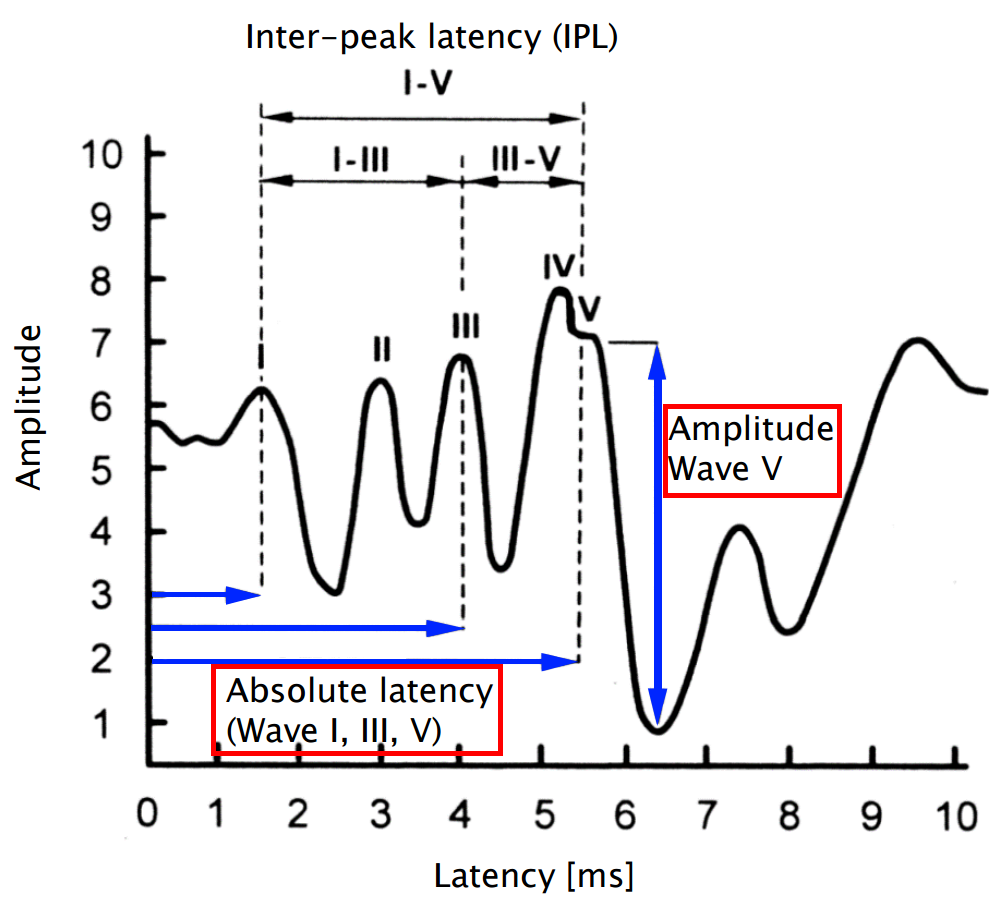 Inter-peak latency (IPL)
I-V
I-III
III-V
10
9
8
7
6
5
4
3
2
1
Amplitude
I
II
III
IV
V
Amplitude
Wave V
Absolute latency
(Wave I, III, V)
0 1 2 3 4 5 6 7 8 9 10
Latency [ms]